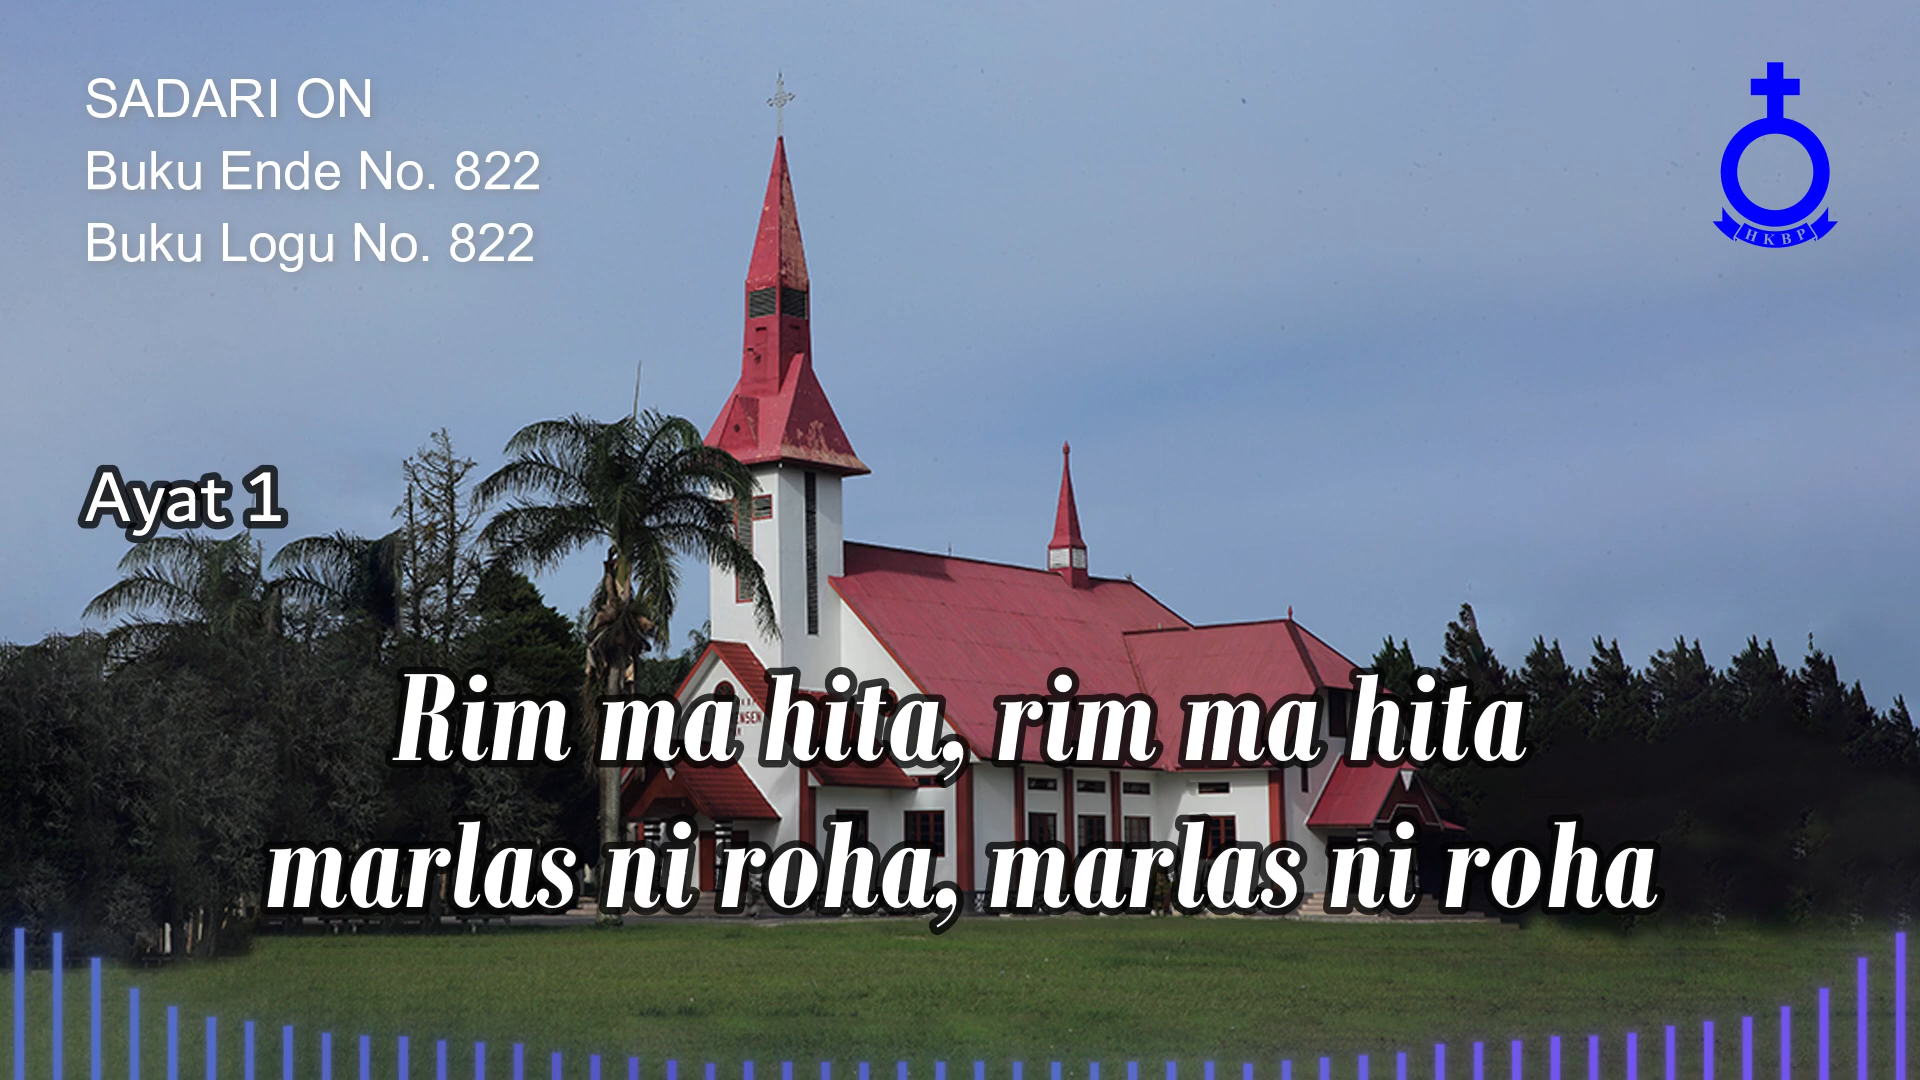 SADARI ON
Buku Ende No. 822
Buku Logu No. 822
HKBP
Ayat 1
Rim ma hita, rim ma hita
marlas ni roha, marlas ni roha